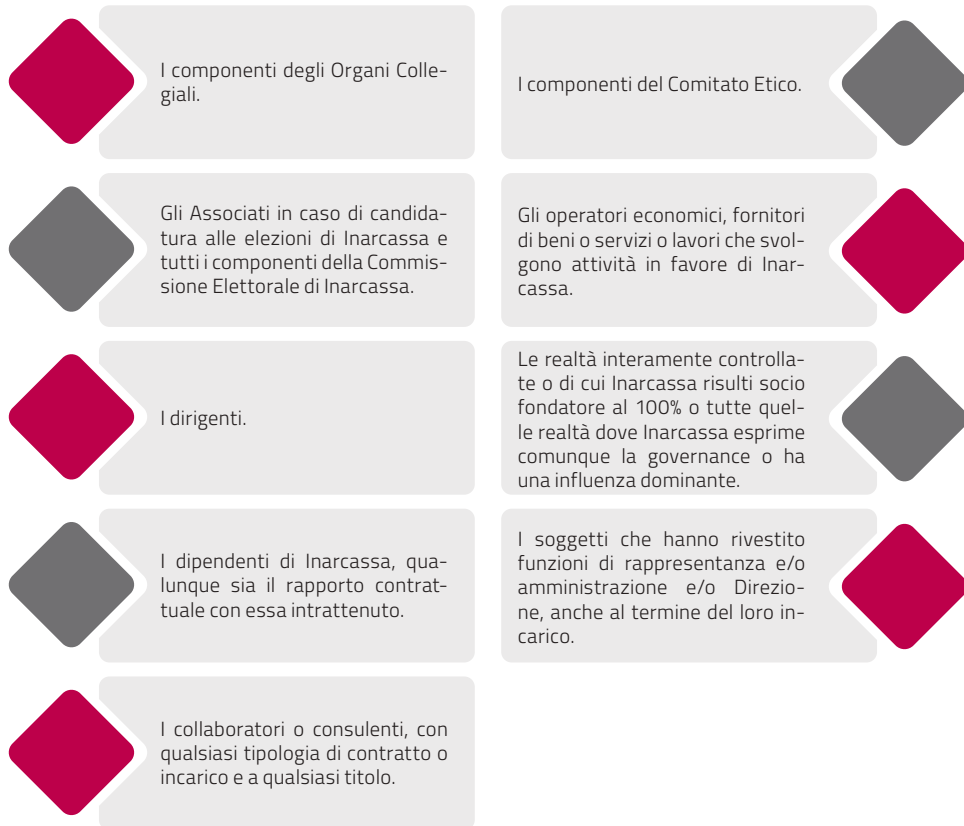 I componenti degli Organi Colle-
giali.
Gli Associati in caso di candida-
tura alle elezioni di Inarcassa e
tutti i componenti della Commis-
sione Elettorale di Inarcassa.
I dirigenti.
I dipendenti di Inarcassa, qua-
lunque sia il rapporto contrat-
tuale con essa intrattenuto.
I collaboratori o consulenti, con
qualsiasi tipologia di contratto o
incarico e a qualsiasi titolo.
I componenti del Comitato Etico.
Gli operatori economici, fornitori
di beni o servizi o lavori che svol-
gono attività in favore di Inar-
cassa.
Le realtà interamente controlla-
te o di cui Inarcassa risulti socio
fondatore al 100% o tutte quel-
le realtà dove Inarcassa esprime
comunque la governance o ha
una influenza dominante.
I soggetti che hanno rivestito
funzioni di rappresentanza e/o
amministrazione e/o Direzio-
ne, anche al termine del loro in-
carico.